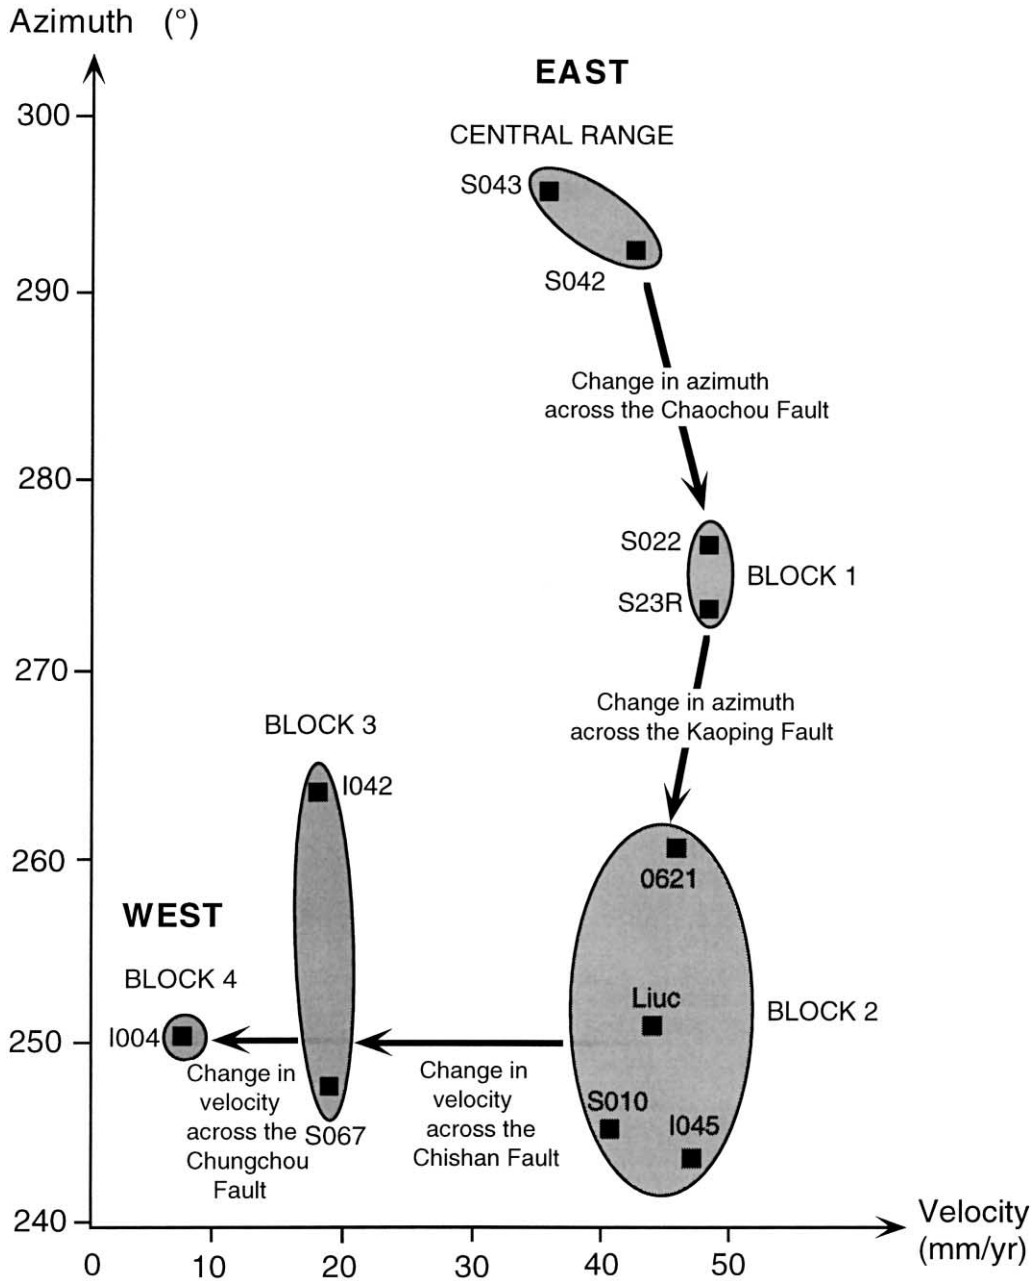 Azimuth (°)
EAST
300
CENTRAL RANGE
S043
S042
290
Change in azimuth
across the Chaochou Fault
280
S022
BLOCK 1
S23R
270
Change in azimuth
across the Kaoping Fault
BLOCK 3
I042
260
0621
WEST
BLOCK 4
Liuc
BLOCK 2
I004
250
Change in
velocity
across the
Chungchou
Fault
S067
Change in
velocity
across the
Chishan Fault
S010
I045
240
0
10
20
30
40
50
Velocity
(mm/yr)